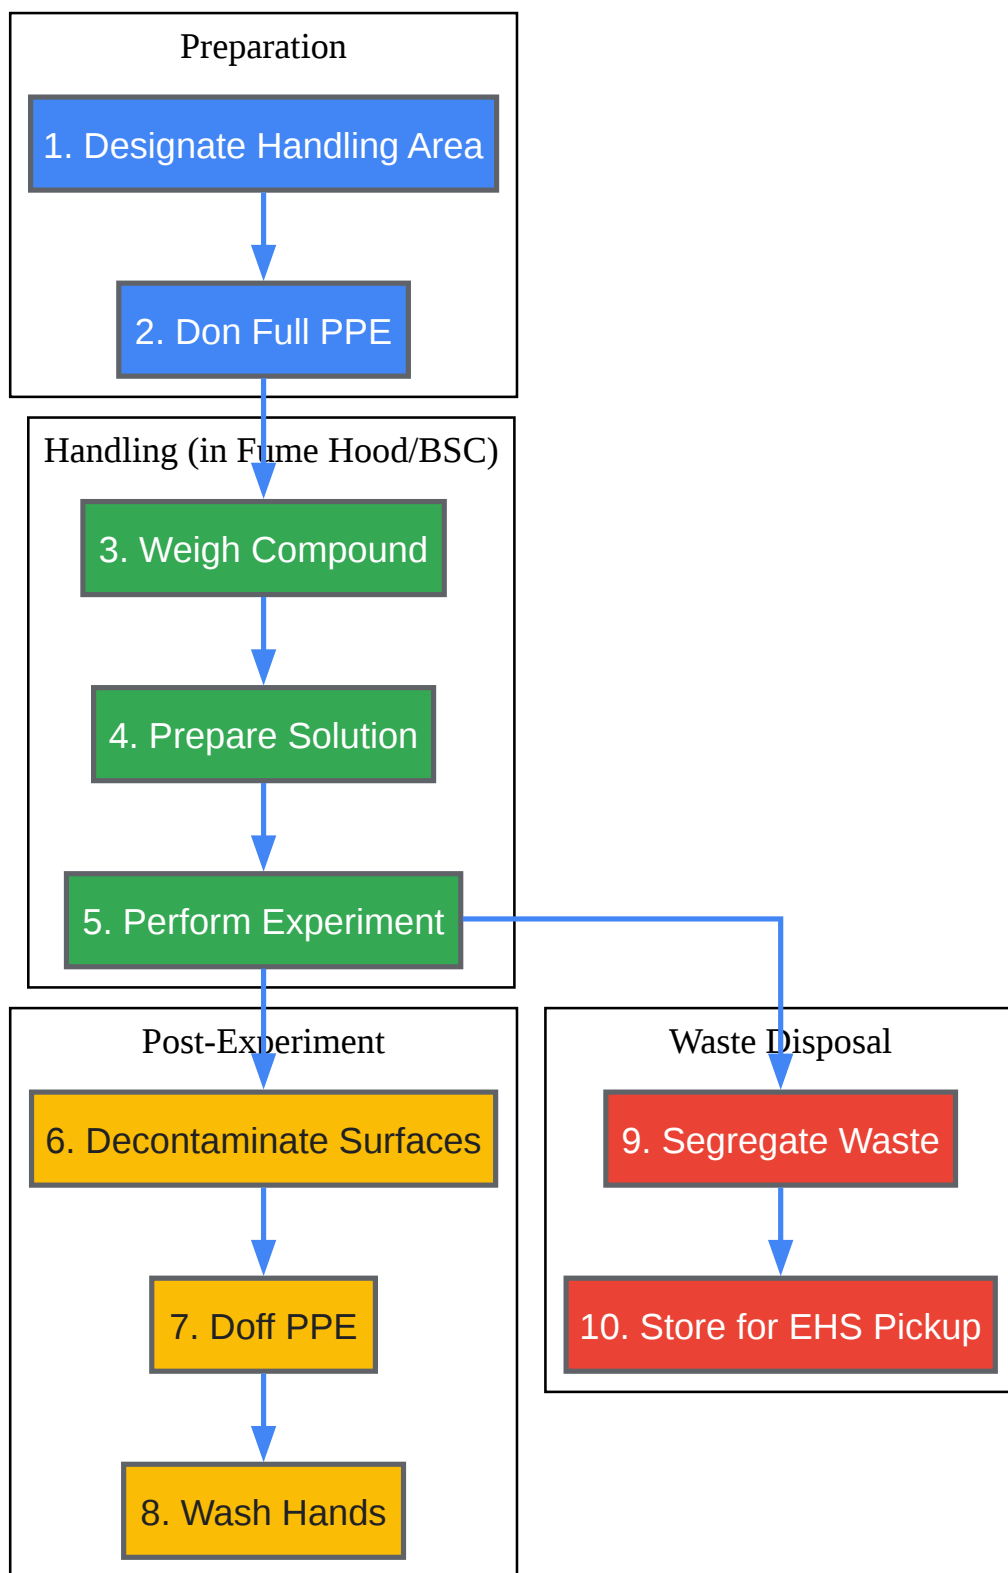 Preparation
1. Designate Handling Area
2. Don Full PPE
Handling (in Fume Hood/BSC)
3. Weigh Compound
4. Prepare Solution
5. Perform Experiment
Post-Experiment
6. Decontaminate Surfaces
7. Doff PPE
8. Wash Hands
Waste Disposal
9. Segregate Waste
10. Store for EHS Pickup